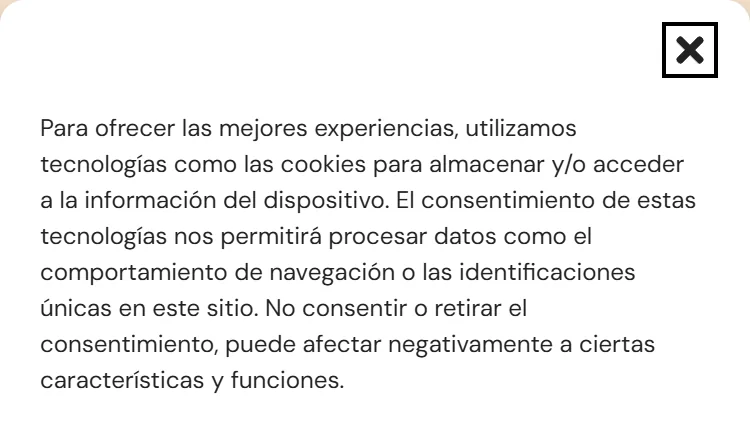 Para ofrecer las mejores experiencias, utilizamos
tecnologías como las cookies para almacenar y/o acceder
a la información del dispositivo. El consentimiento de estas
tecnologías nos permitirá procesar datos como el
comportamiento de navegación o las identificaciones
únicas en este sitio. No consentir o retirar el
consentimiento, puede afectar negativamente a ciertas
características y funciones.